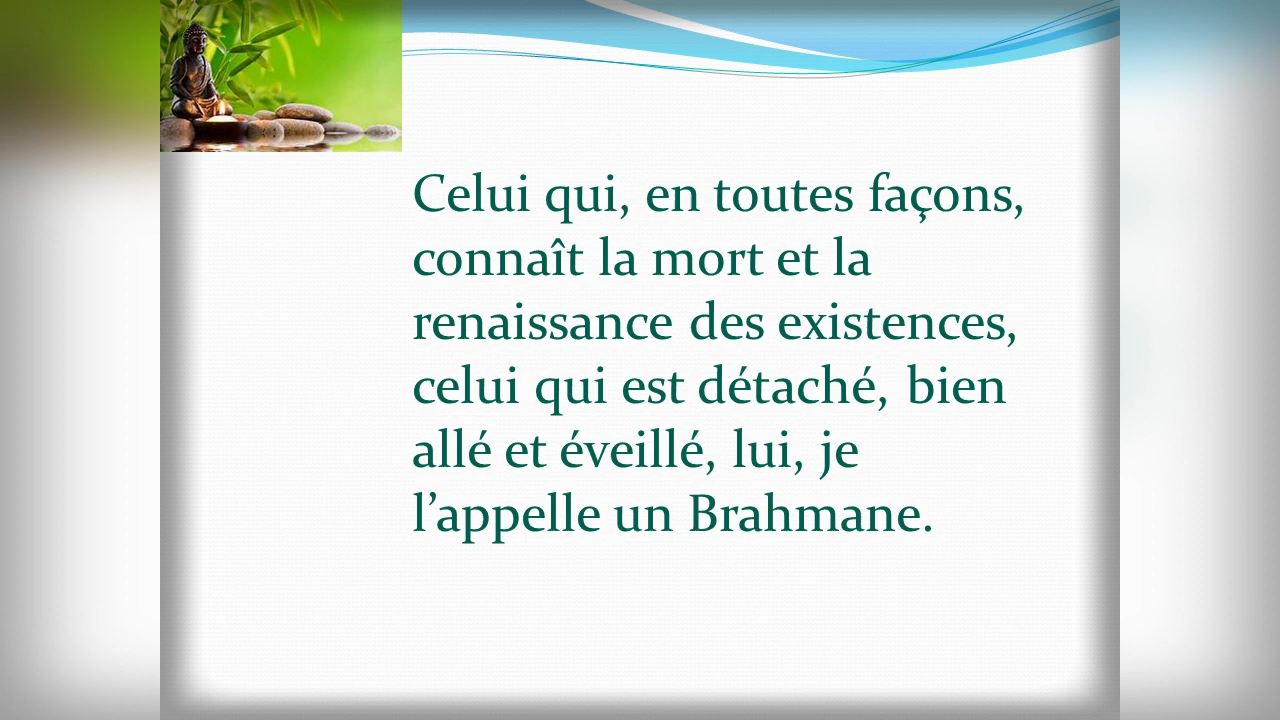 Celui qui, en toutes façons,
connaît la mort et la
renaissance des existences,
celui qui est détaché, bien
allé et éveillé, lui, je
l’appelle un Brahmane.